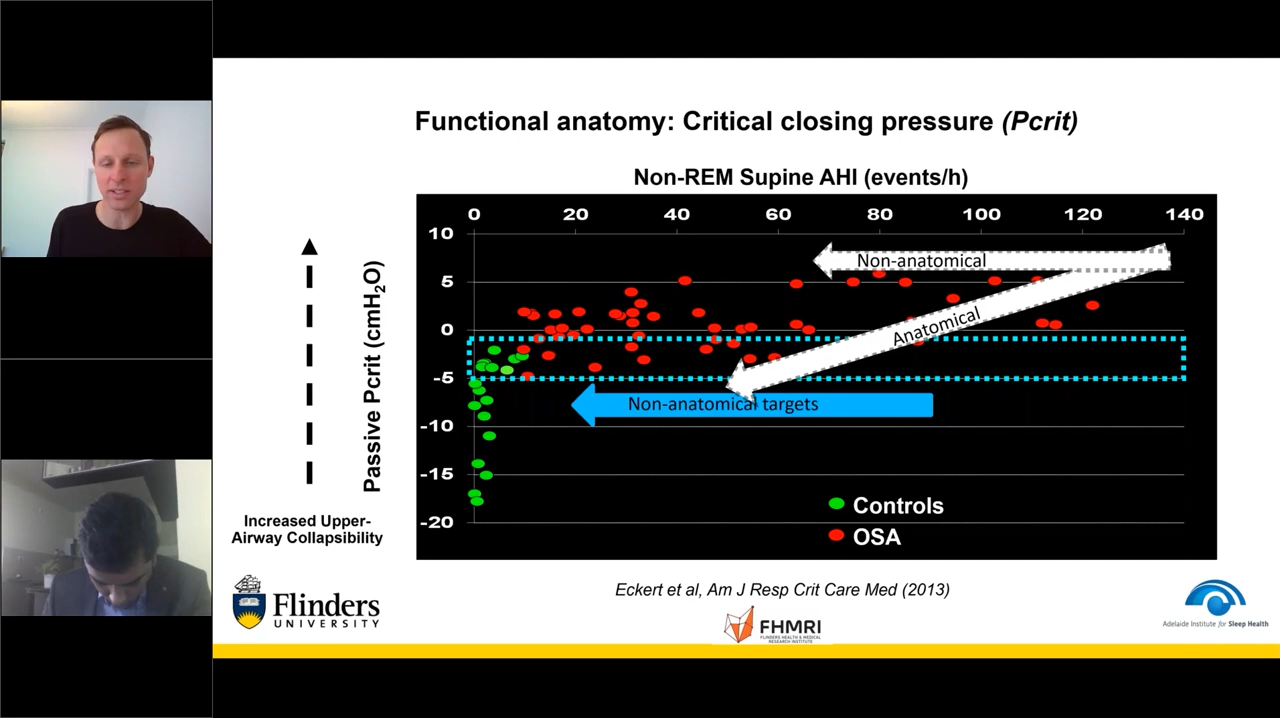 Functional anatomy: Critical closing pressure (Pcrit)
Non-REM Supine AHI (events/h)
0 20 40 60 80 100 120 140
10
5
0
-5
-10
-15
-20
Passive Pcrit (cmH2O)
Increased Upper-
Airway Collapsibility
Non-anatomical
Anatomical
Non-anatomical targets
Controls
OSA
Eckert et al, Am J Resp Crit Care Med (2013)
Flinders
UNIVERSITY
FHMRI
FLINDERS HEALTH & MEDICAL
RESEARCH INSTITUTE
Adelaide Institute for Sleep Health